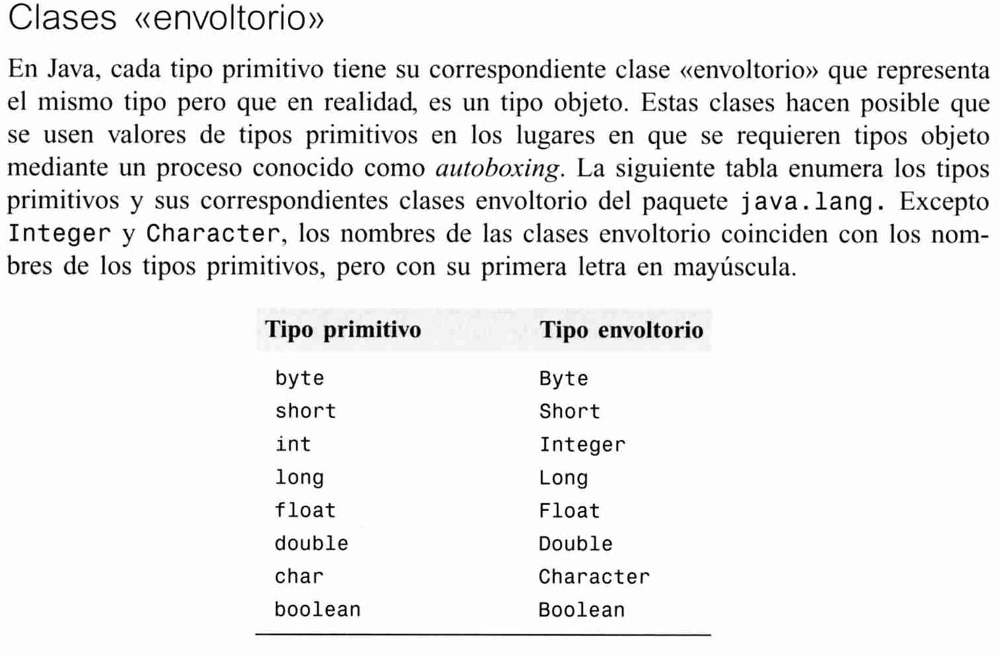 Clases «envoltorio»
En Java, cada tipo primitivo tiene su correspondiente clase «envoltorio» que representa
el mismo tipo pero que en realidad, es un tipo objeto. Estas clases hacen posible que
se usen valores de tipos primitivos en los lugares en que se requieren tipos objeto
mediante un proceso conocido como autoboxing. La siguiente tabla enumera los tipos
primitivos y sus correspondientes clases envoltorio del paquete java.lang. Excepto
Integer y Character, los nombres de las clases envoltorio coinciden con los nom-
bres de los tipos primitivos, pero con su primera letra en mayúscula.
Tipo primitivo Tipo envoltorio
byte Byte
short Short
int Integer
long Long
float Float
double Double
char Character
boolean Boolean